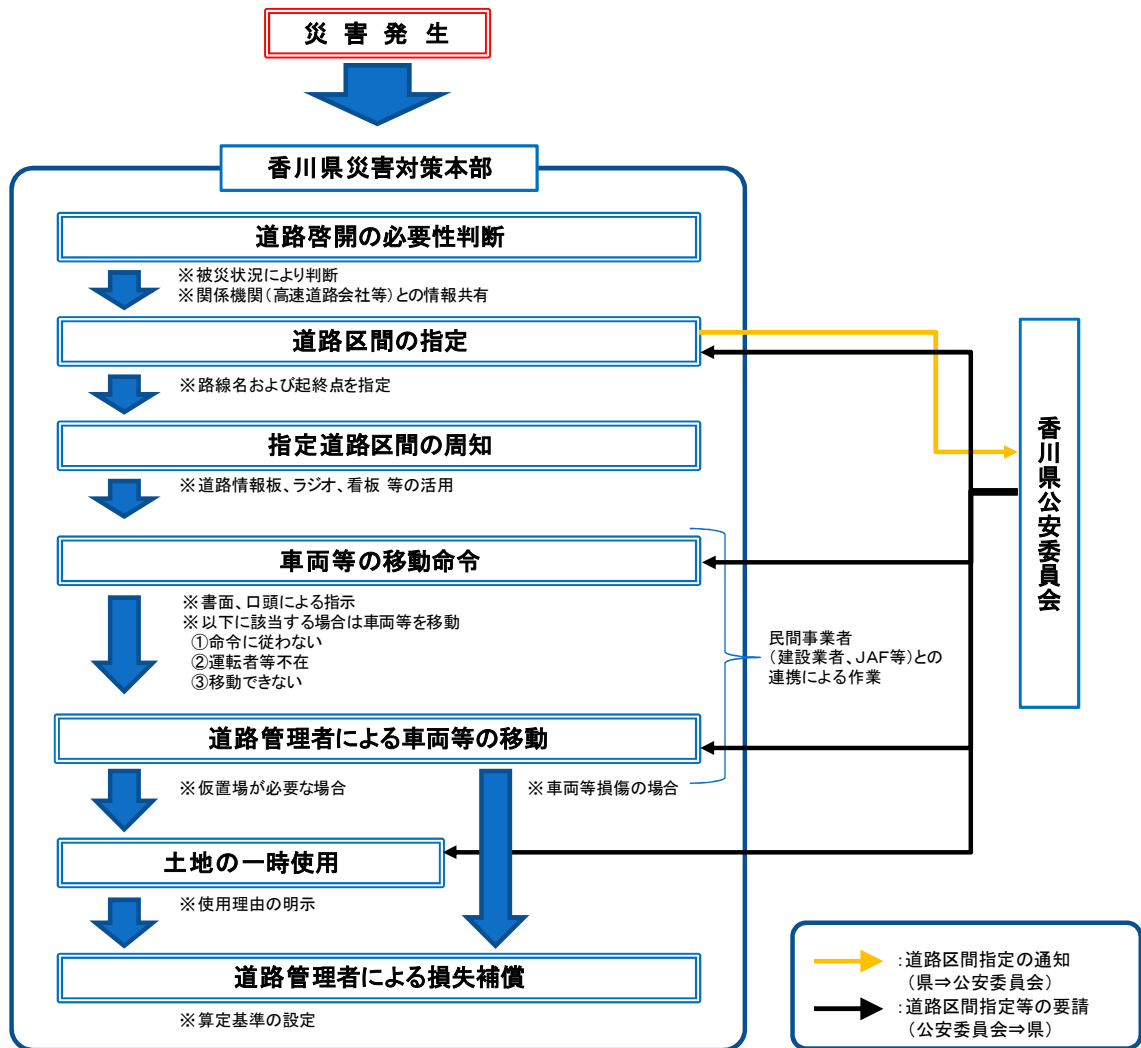 災 害 発 生
香川県災害対策本部
道路啓開の必要性判断
※被災状況により判断
※関係機関(高速道路会社等)との情報共有
道路区間の指定
※路線名および起終点を指定
指定道路区間の周知
※道路情報板、ラジオ、看板 等の活用
車両等の移動命令
※書面、口頭による指示
※以下に該当する場合は車両等を移動
①命令に従わない
②運転者等不在
③移動できない
民間事業者
(建設業者、JAF等)との
連携による作業
道路管理者による車両等の移動
※仮置場が必要な場合
※車両等損傷の場合
土地の一時使用
※使用理由の明示
道路管理者による損失補償
※算定基準の設定
香川県公安委員会
:道路区間指定の通知
(県⇒公安委員会)
:道路区間指定等の要請
(公安委員会⇒県)